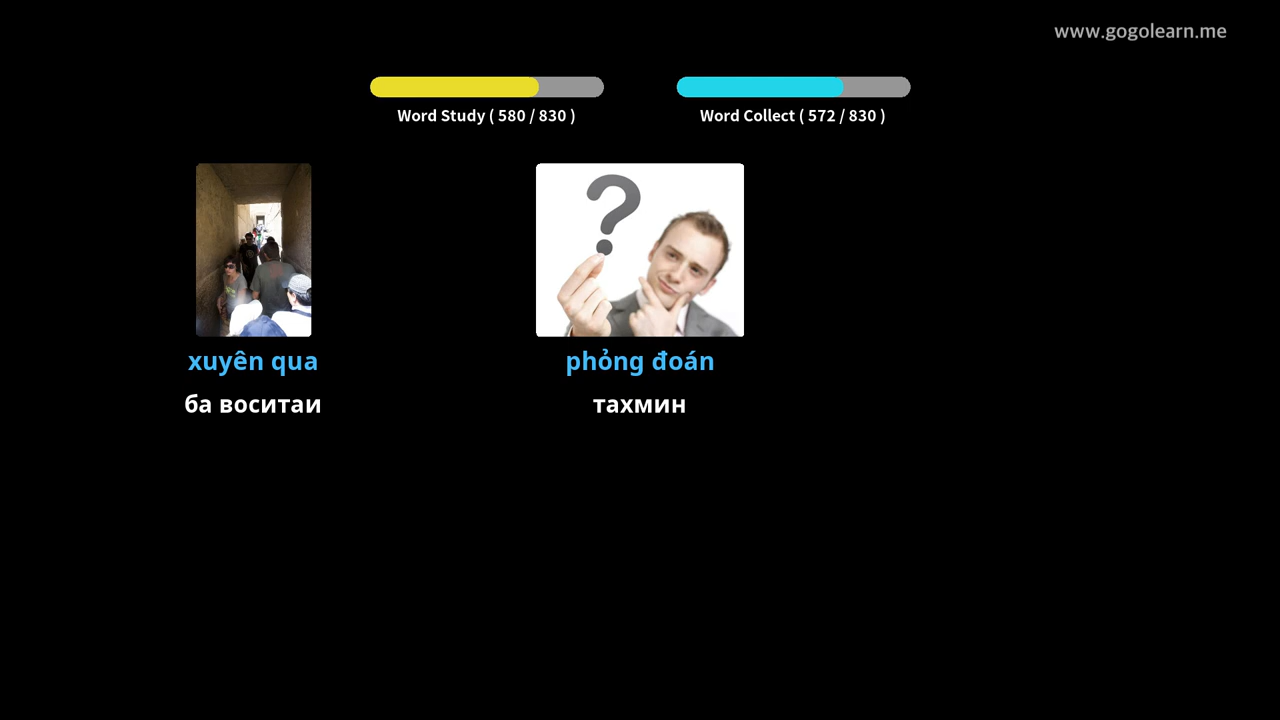 www.gogolearn.me
Word Study ( 580 / 830 )
Word Collect ( 572 / 830 )
xuyên qua
phỏng đoán
ба воситаи
тахмин